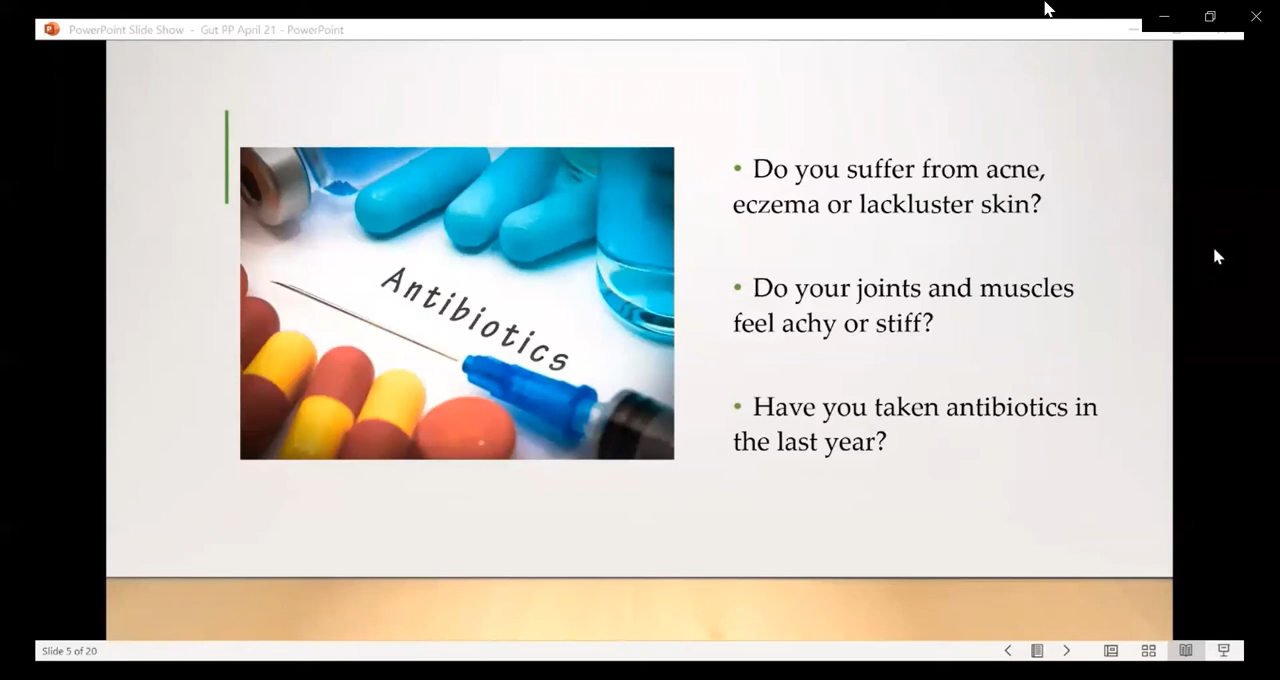 PowerPoint Slide Show - Gut PP April 21 - PowerPoint
Antibiotics
• Do you suffer from acne,
eczema or lackluster skin?
• Do your joints and muscles
feel achy or stiff?
• Have you taken antibiotics in
the last year?
Slide 5 of 20